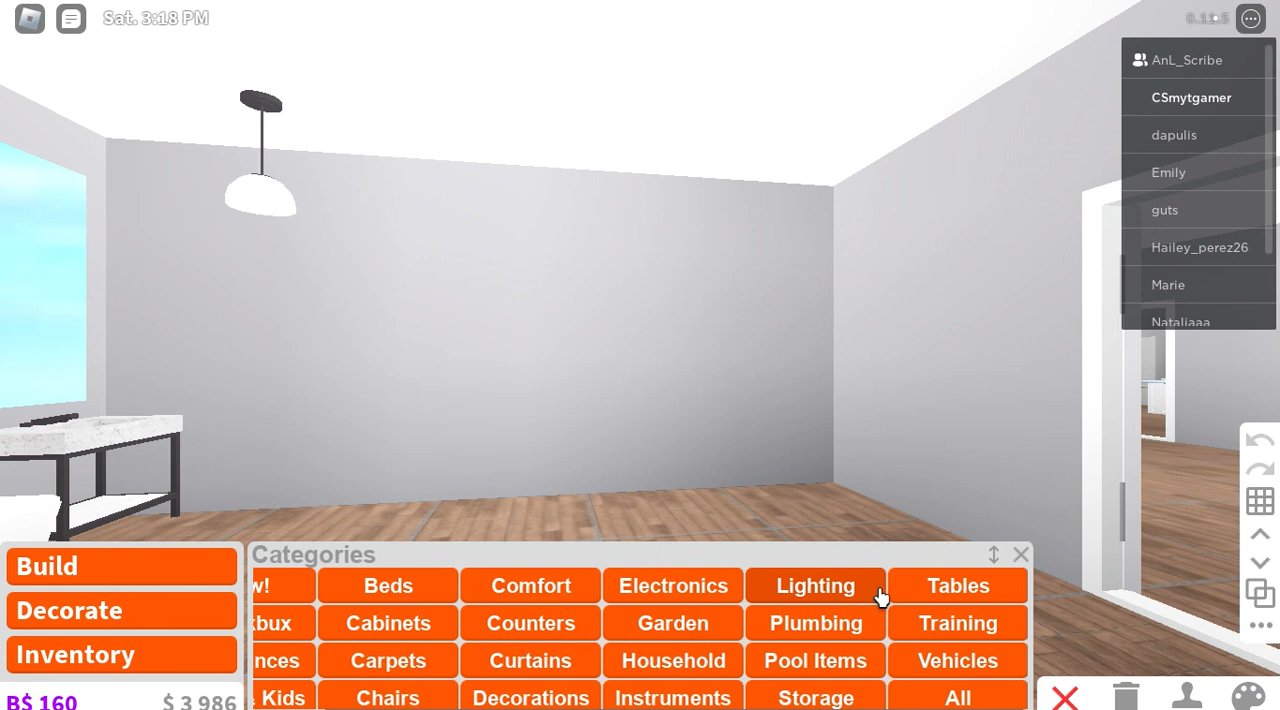 Sat. 3:18 PM
AnL_Scribe
CSmytgamer
dapulis
Emily
guts
Hailey_perez26
Marie
Nataliaaa
Build
Decorate
Inventory
B$ 160 $ 3 986
Categories
w! Beds Comfort Electronics Lighting Tables
kbux Cabinets Counters Garden Plumbing Training
nces Carpets Curtains Household Pool Items Vehicles
Kids Chairs Decorations Instruments Storage All